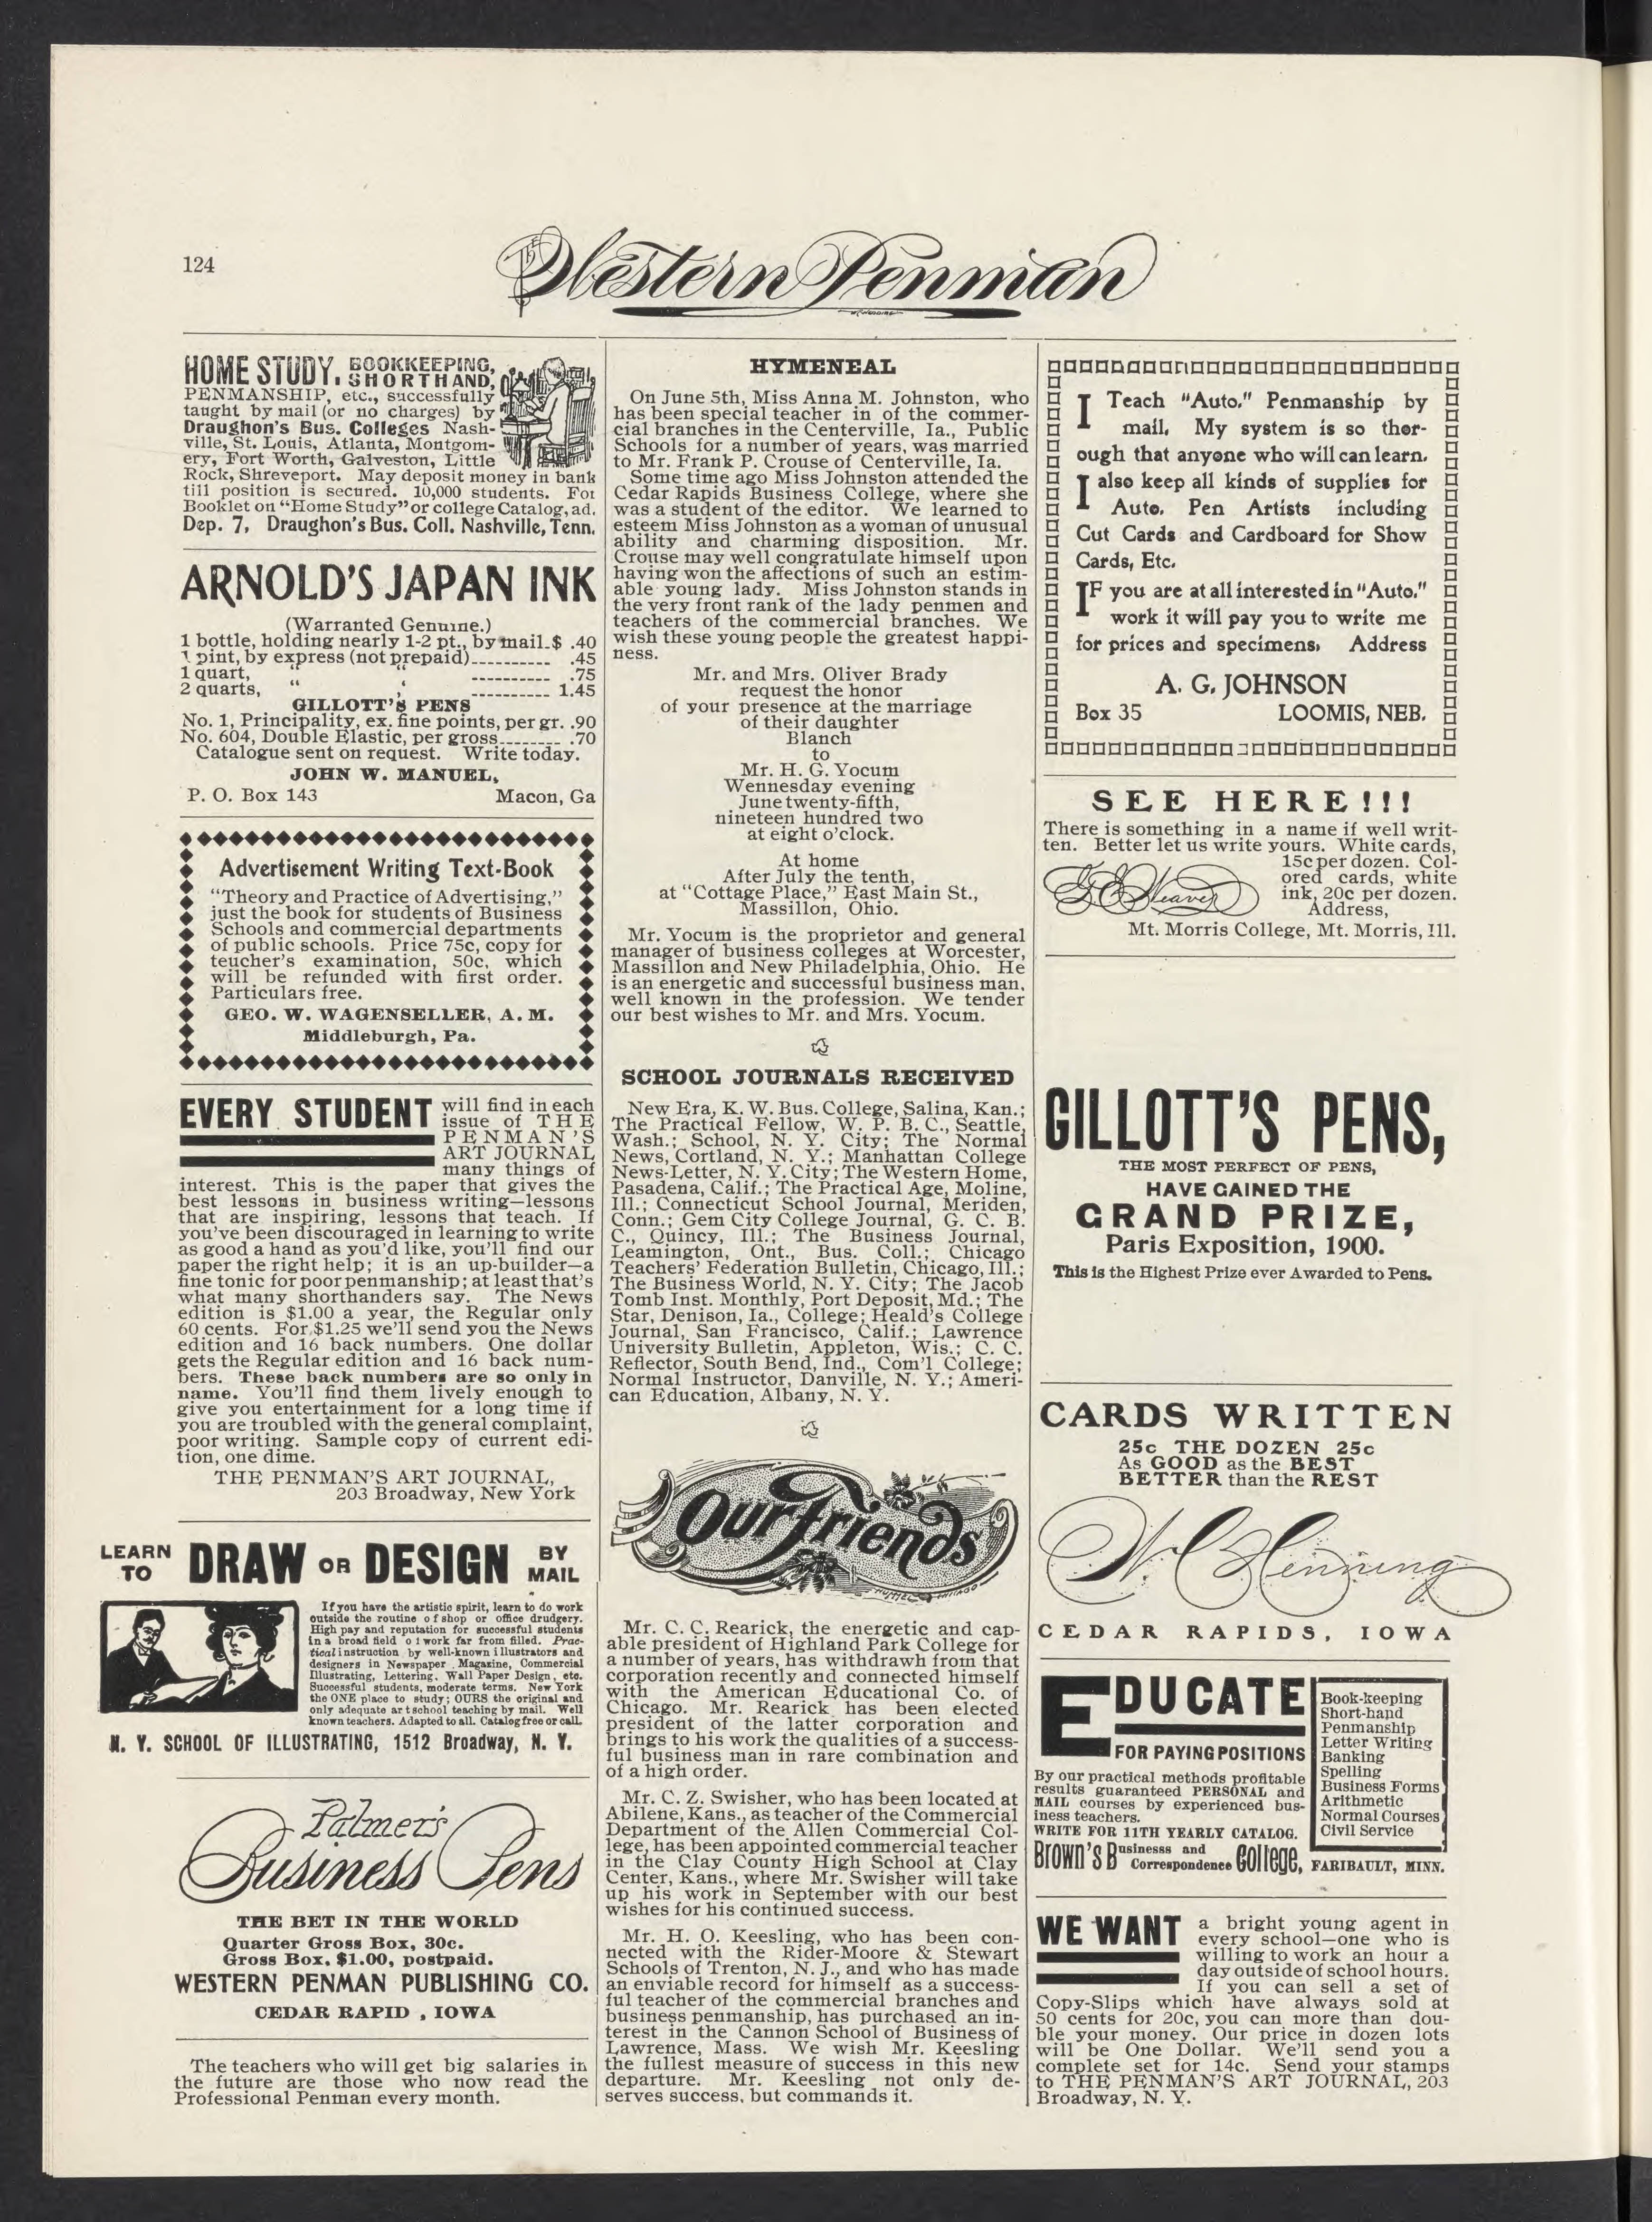 124
THE Western Penman
HOME STUDY. BOOKKEEPING,
SHORTHAND,
PENMANSHIP, etc., successfully
taught by mail (or no charges) by
Draughon's Bus. Colleges Nash-
ville, St. Louis, Atlanta, Montgom-
ery, Fort Worth, Galveston, Little
Rock, Shreveport. May deposit money in bank
till position is secured. 10,000 students. For
Booklet on "Home Study" or college Catalog, ad.
Dep. 7, Draughon's Bus. Coll. Nashville, Tenn.
ARNOLD'S JAPAN INK
(Warranted Genuine.)
1 bottle, holding nearly 1-2 pt., by mail.$ .40
1 pint, by express (not prepaid).......... .45
1 quart, " " .......... .75
2 quarts, " " .......... 1.45
GILLOTT'S PENS
No. 1, Principality, ex. fine points, per gr. .90
No. 604, Double Elastic, per gross........ .70
Catalogue sent on request. Write today.
JOHN W. MANUEL,
P. O. Box 143 Macon, Ga
Advertisement Writing Text-Book
"Theory and Practice of Advertising,"
just the book for students of Business
Schools and commercial departments
of public schools. Price 75c, copy for
teucher's examination, 50c, which
will be refunded with first order.
Particulars free.
GEO. W. WAGENSELLER, A. M.
Middleburgh, Pa.
EVERY STUDENT will find in each
issue of THE
PENMAN'S
ART JOURNAL
many things of
interest. This is the paper that gives the
best lessons in business writing—lessons
that are inspiring, lessons that teach. If
you've been discouraged in learning to write
as good a hand as you'd like, you'll find our
paper the right help; it is an up-builder—a
fine tonic for poor penmanship; at least that's
what many shorthanders say. The News
edition is $1.00 a year, the Regular only
60 cents. For $1.25 we'll send you the News
edition and 16 back numbers. One dollar
gets the Regular edition and 16 back num-
bers. These back numbers are so only in
name. You'll find them lively enough to
give you entertainment for a long time if
you are troubled with the general complaint,
poor writing. Sample copy of current edi-
tion, one dime.
THE PENMAN'S ART JOURNAL,
203 Broadway, New York
LEARN TO DRAW OR DESIGN BY MAIL
If you have the artistic spirit, learn to do work
outside the routine of shop or office drudgery.
High pay and reputation for successful students
in a broad field of work far from filled. Prac-
tical instruction by well-known illustrators and
designers in Newspaper, Magazine, Commercial
Illustrating, Lettering, Wall Paper Design, etc.
Successful students, moderate terms. New York
the ONE place to study; OURS the original and
only adequate art school teaching by mail. Well
known teachers. Adapted to all. Catalog free or call.
N. Y. SCHOOL OF ILLUSTRATING, 1512 Broadway, N. Y.
Palmer's
Business Pens
THE BET IN THE WORLD
Quarter Gross Box, 30c.
Gross Box, $1.00, postpaid.
WESTERN PENMAN PUBLISHING CO.
CEDAR RAPID , IOWA
The teachers who will get big salaries in
the future are those who now read the
Professional Penman every month.
HYMENEAL
On June 5th, Miss Anna M. Johnston, who
has been special teacher in of the commer-
cial branches in the Centerville, Ia., Public
Schools for a number of years, was married
to Mr. Frank P. Crouse of Centerville, Ia.
Some time ago Miss Johnston attended the
Cedar Rapids Business College, where she
was a student of the editor. We learned to
esteem Miss Johnston as a woman of unusual
ability and charming disposition. Mr.
Crouse may well congratulate himself upon
having won the affections of such an estim-
able young lady. Miss Johnston stands in
the very front rank of the lady penmen and
teachers of the commercial branches. We
wish these young people the greatest happi-
ness.
Mr. and Mrs. Oliver Brady
request the honor
of your presence at the marriage
of their daughter
Blanch
to
Mr. H. G. Yocum
Wennesday evening
June twenty-fifth,
nineteen hundred two
at eight o'clock.
At home
After July the tenth,
at "Cottage Place," East Main St.,
Massillon, Ohio.
Mr. Yocum is the proprietor and general
manager of business colleges at Worcester,
Massillon and New Philadelphia, Ohio. He
is an energetic and successful business man,
well known in the profession. We tender
our best wishes to Mr. and Mrs. Yocum.
SCHOOL JOURNALS RECEIVED
New Era, K. W. Bus. College, Salina, Kan.;
The Practical Fellow, W. P. B. C., Seattle,
Wash.; School, N. Y. City; The Normal
News, Cortland, N. Y.; Manhattan College
News-Letter, N. Y. City; The Western Home,
Pasadena, Calif.; The Practical Age, Moline,
Ill.; Connecticut School Journal, Meriden,
Conn.; Gem City College Journal, G. C. B.
C., Quincy, Ill.; The Business Journal,
Leamington, Ont., Bus. Coll.; Chicago
Teachers' Federation Bulletin, Chicago, Ill.;
The Business World, N. Y. City; The Jacob
Tomb Inst. Monthly, Port Deposit, Md.; The
Star, Denison, Ia., College; Heald's College
Journal, San Francisco, Calif.; Lawrence
University Bulletin, Appleton, Wis.; C. C.
Reflector, South Bend, Ind., Com'l College;
Normal Instructor, Danville, N. Y.; Ameri-
can Education, Albany, N. Y.
Our Friends
Mr. C. C. Rearick, the energetic and cap-
able president of Highland Park College for
a number of years, has withdrawn from that
corporation recently and connected himself
with the American Educational Co. of
Chicago. Mr. Rearick has been elected
president of the latter corporation and
brings to his work the qualities of a success-
ful business man in rare combination and
of a high order.
Mr. C. Z. Swisher, who has been located at
Abilene, Kans., as teacher of the Commercial
Department of the Allen Commercial Col-
lege, has been appointed commercial teacher
in the Clay County High School at Clay
Center, Kans., where Mr. Swisher will take
up his work in September with our best
wishes for his continued success.
Mr. H. O. Keesling, who has been con-
nected with the Rider-Moore & Stewart
Schools of Trenton, N. J., and who has made
an enviable record for himself as a success-
ful teacher of the commercial branches and
business penmanship, has purchased an in-
terest in the Cannon School of Business of
Lawrence, Mass. We wish Mr. Keesling
the fullest measure of success in this new
departure. Mr. Keesling not only de-
serves success, but commands it.
I Teach "Auto." Penmanship by
mail. My system is so thor-
ough that anyone who will can learn.
I also keep all kinds of supplies for
Auto. Pen Artists including
Cut Cards and Cardboard for Show
Cards, Etc.
IF you are at all interested in "Auto."
work it will pay you to write me
for prices and specimens. Address
A. G. JOHNSON
Box 35 LOOMIS, NEB.
SEE HERE!!!
There is something in a name if well writ-
ten. Better let us write yours. White cards,
15c per dozen. Col-
ored cards, white
ink, 20c per dozen.
Address,
Mt. Morris College, Mt. Morris, Ill.
GILLOTT'S PENS,
THE MOST PERFECT OF PENS,
HAVE GAINED THE
GRAND PRIZE,
Paris Exposition, 1900.
This is the Highest Prize ever Awarded to Pens.
CARDS WRITTEN
25c THE DOZEN 25c
As GOOD as the BEST
BETTER than the REST
W. C. Henning
CEDAR RAPIDS, IOWA
EDUCATE
FOR PAYING POSITIONS
By our practical methods profitable
results guaranteed PERSONAL and
MAIL courses by experienced bus-
iness teachers.
WRITE FOR 11TH YEARLY CATALOG.
Book-keeping
Short-hand
Penmanship
Letter Writing
Banking
Spelling
Business Forms
Arithmetic
Normal Courses
Civil Service
Brown's Businesss and Correspondence College, FARIBAULT, MINN.
WE WANT a bright young agent in
every school—one who is
willing to work an hour a
day outside of school hours.
If you can sell a set of
Copy-Slips which have always sold at
50 cents for 20c, you can more than dou-
ble your money. Our price in dozen lots
will be One Dollar. We'll send you a
complete set for 14c. Send your stamps
to THE PENMAN'S ART JOURNAL, 203
Broadway, N. Y.